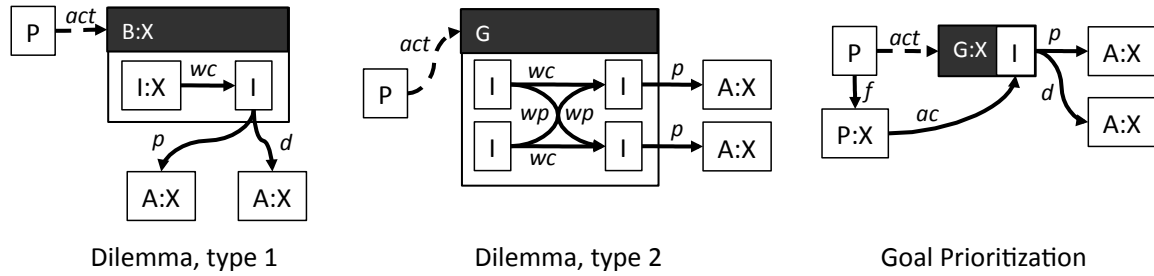 P
act
B:X
I:X
wc
I
p
d
A:X
A:X
Dilemma, type 1
P
act
G
I
wc
I
p
A:X
wp
wp
I
wc
I
p
A:X
Dilemma, type 2
P
act
G:X
I
p
A:X
f
d
P:X
ac
A:X
Goal Prioritization